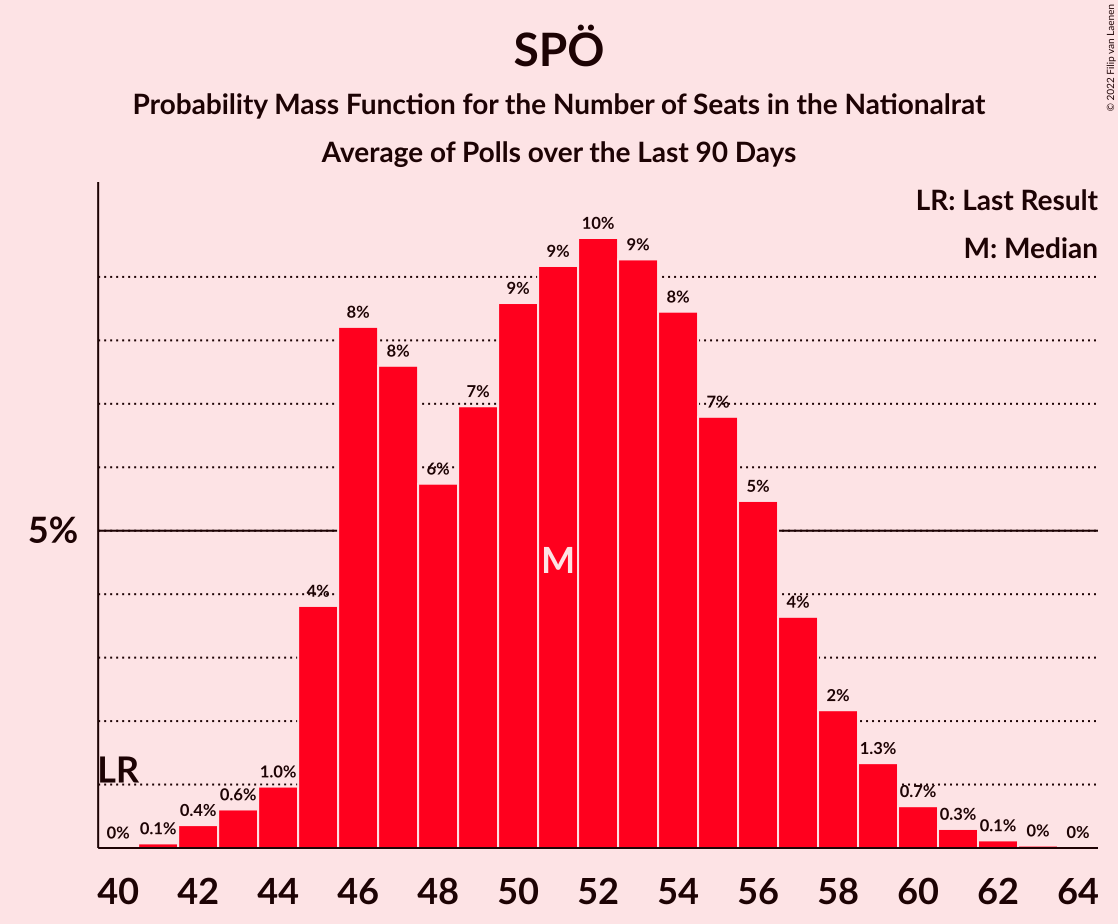 SPÖ
Probability Mass Function for the Number of Seats in the Nationalrat
Average of Polls over the Last 90 Days
© 2022 Filip van Laenen
LR: Last Result
M: Median
10%
9% 9%
9%
8% 8%
8%
7% 7%
6%
5%
5%
M
4% 4%
2%
LR
1.3%
1.0%
0.7%
0.6%
0.4%
0.3%
0% 0.1% 0.1% 0% 0%
40 42 44 46 48 50 52 54 56 58 60 62 64